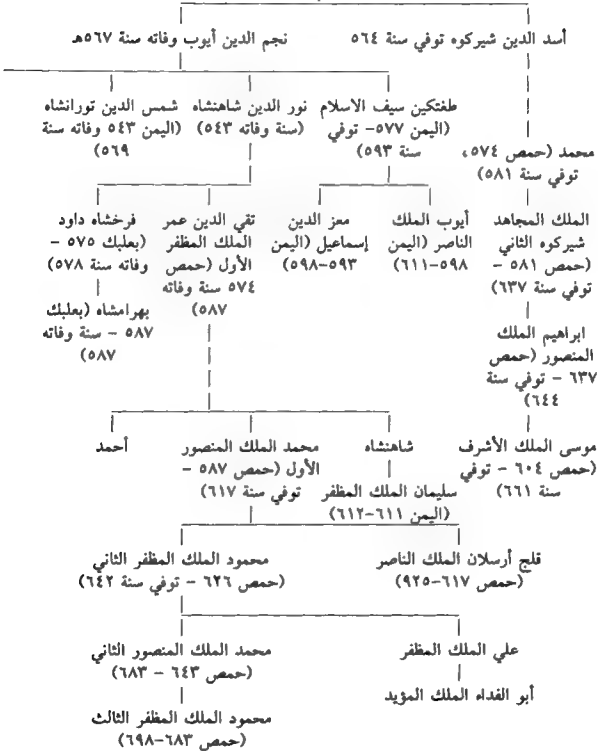 أسد الدين شيركوه توفي سنة ٥٦٤
نجم الدين أيوب وفاته سنة ٥٦٧هـ
محمد (حمص ٥٧٤،
توفي سنة ٥٨١)
طغتكين سيف الاسلام
(اليمن ٥٧٧- توفي
سنة ٥٩٣)
نور الدين شاهنشاه
(سنة وفاته ٥٤٣)
شمس الدين تورانشاه
(اليمن ٥٤٣ وفاته سنة
٥٦٩)
الملك المجاهد
شيركوه الثاني
(حمص ٥٨١ -
توفي سنة ٦٣٧)
أيوب الملك
الناصر (اليمن
٥٩٨-٦١١)
معز الدين
إسماعيل (اليمن
٥٩٣-٥٩٨)
تقي الدين عمر
الملك المظفر
الأول (حمص
٥٧٤ سنة وفاته
٥٨٧)
فرخشاه داود
(بعلبك ٥٧٥ -
وفاته سنة ٥٧٨)
بهرامشاه (بعلبك
٥٨٧ - سنة وفاته
٥٨٧)
ابراهيم الملك
المنصور (حمص
٦٣٧ - توفي سنة
٦٤٤)
موسى الملك الأشرف
(حمص ٦٠٤ - توفي
سنة ٦٦١)
شاهنشاه
سليمان الملك المظفر
(اليمن ٦١١-٦١٢)
محمد الملك المنصور
الأول (حمص ٥٨٧ -
توفي سنة ٦١٧)
أحمد
قلج أرسلان الملك الناصر
(حمص ٦١٧-٩٢٥)
محمود الملك المظفر الثاني
(حمص ٦٢٦ - توفي سنة ٦٤٢)
علي الملك المظفر
أبو الفداء الملك المؤيد
محمد الملك المنصور الثاني
(حمص ٦٤٣ - ٦٨٣)
محمود الملك المظفر الثالث
(حمص ٦٨٣-٦٩٨)